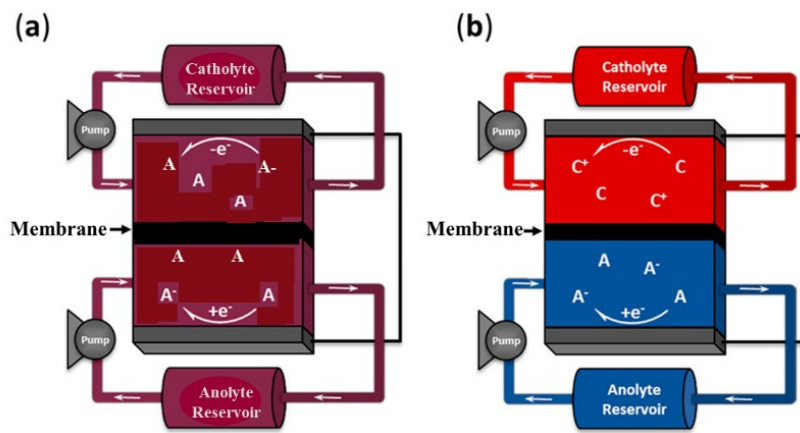 (a)
Catholyte
Reservoir
Pump
-e-
A
A-
A
A
Membrane
A
A
A-
A
+e-
Pump
Anolyte
Reservoir
(b)
Catholyte
Reservoir
Pump
-e-
C+
C
C
C+
Membrane
A
A-
A-
A
+e-
Pump
Anolyte
Reservoir